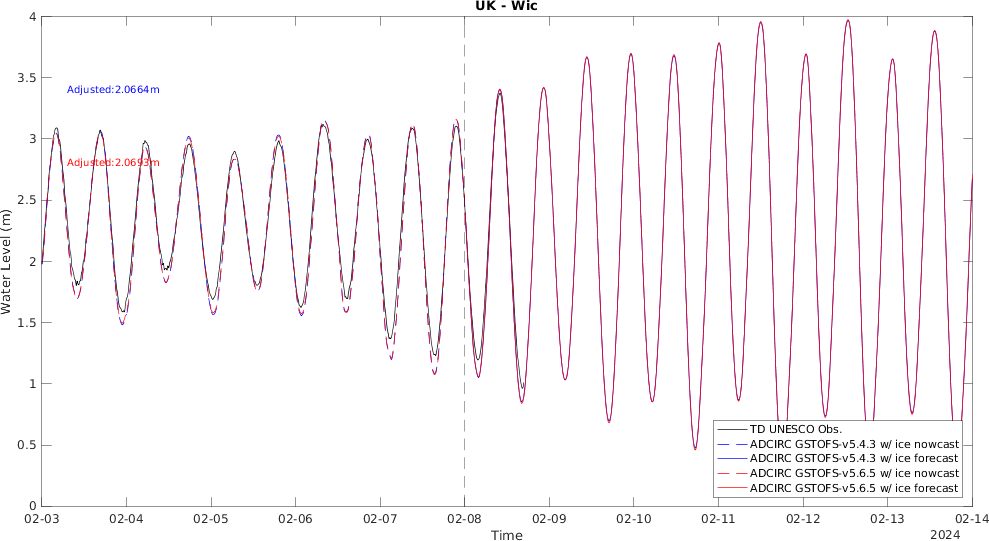 UK - Wic
4
3.5
3
2.5
2
1.5
1
0.5
0
Water Level (m)
Adjusted:2.0664m
Adjusted:2.0693m
TD UNESCO Obs.
ADCIRC GSTOFS-v5.4.3 w/ ice nowcast
ADCIRC GSTOFS-v5.4.3 w/ ice forecast
ADCIRC GSTOFS-v5.6.5 w/ ice nowcast
ADCIRC GSTOFS-v5.6.5 w/ ice forecast
02-03 02-04 02-05 02-06 02-07 02-08 02-09 02-10 02-11 02-12 02-13 02-14
Time
2024